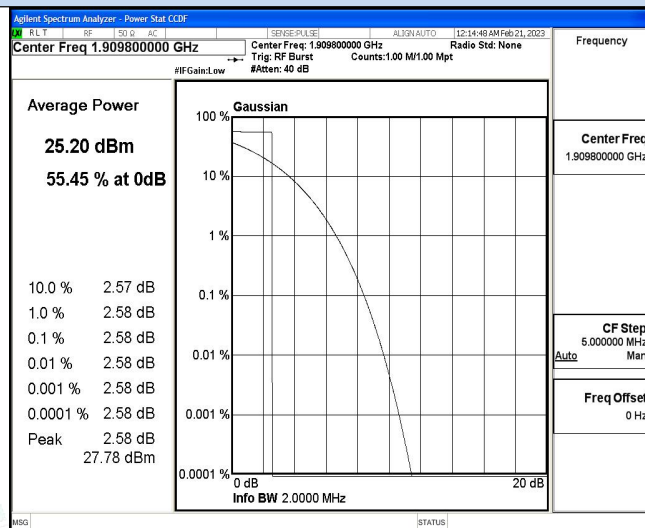 Agilent Spectrum Analyzer - Power Stat CCDF
RLT RF 50 Ω AC SENSE:PULSE ALIGN AUTO 12:14:48 AM Feb 21, 2023
Center Freq 1.909800000 GHz
Center Freq: 1.909800000 GHz Radio Std: None
Trig: RF Burst Counts:1.00 M/1.00 Mpt
#IFGain:Low #Atten: 40 dB
Frequency
Average Power
25.20 dBm
55.45 % at 0dB
10.0 % 2.57 dB
1.0 % 2.58 dB
0.1 % 2.58 dB
0.01 % 2.58 dB
0.001 % 2.58 dB
0.0001 % 2.58 dB
Peak 2.58 dB
27.78 dBm
Gaussian
100 %
10 %
1 %
0.1 %
0.01 %
0.001 %
0.0001 %
0 dB 20 dB
Info BW 2.0000 MHz
Center Freq
1.909800000 GHz
CF Step
5.000000 MHz
Auto Man
Freq Offset
0 Hz
MSG STATUS